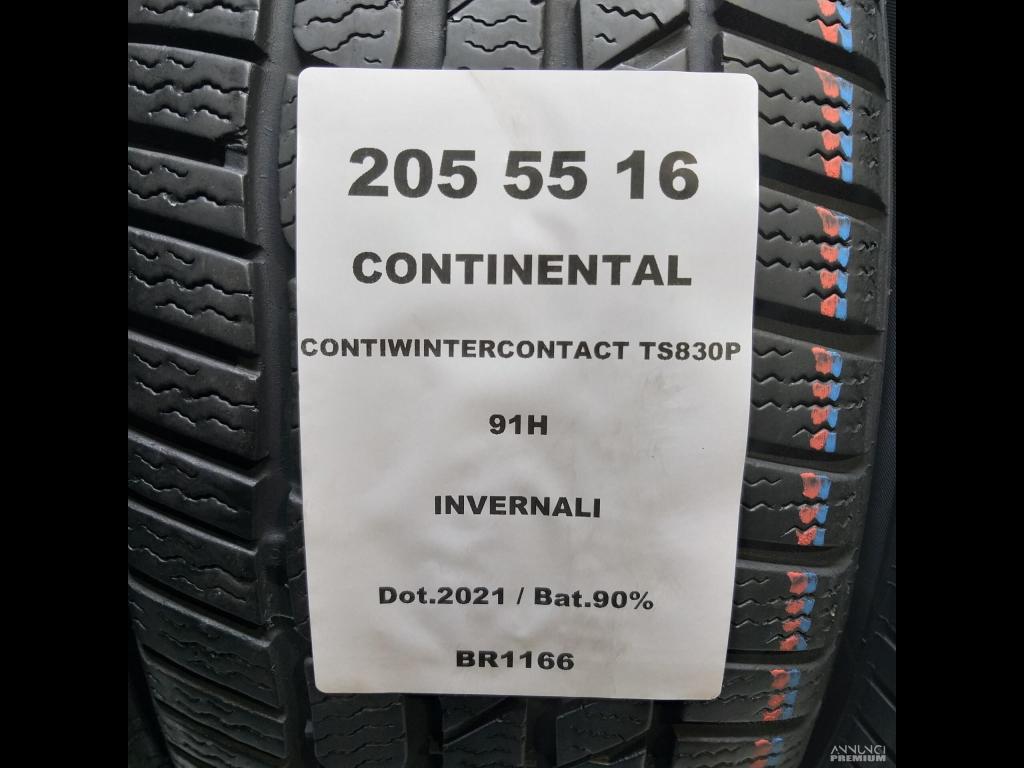 205 55 16
CONTINENTAL
CONTIWINTERCONTACT TS830P
91H
INVERNALI
Dot.2021 / Bat.90%
BR1166
ANNUNCI
PREMIUM